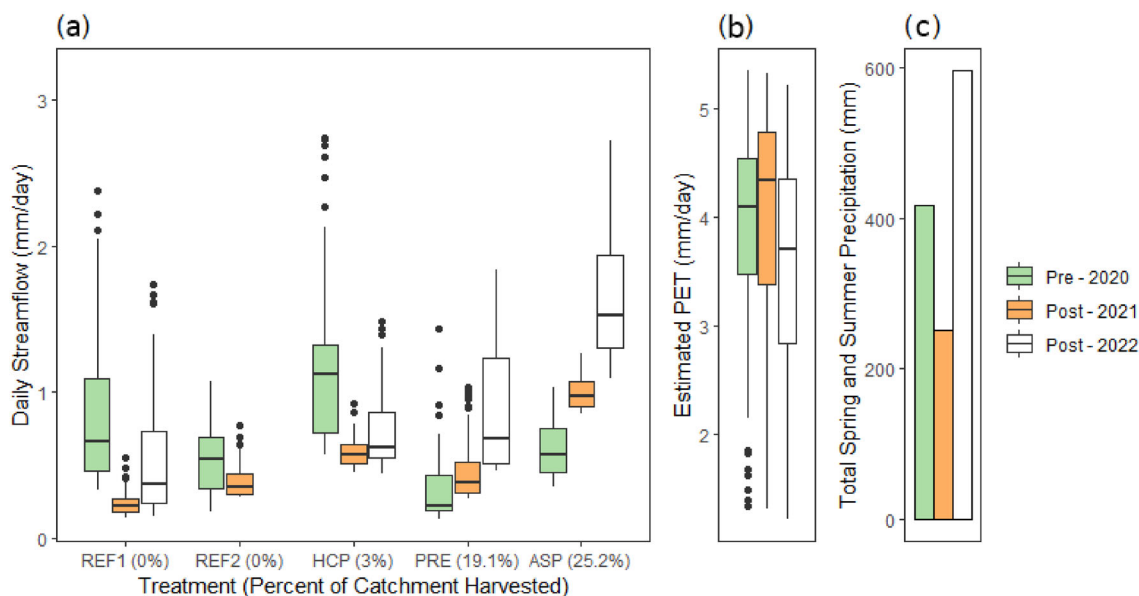 (a)
(b)
(c)
Daily Streamflow (mm/day)
3
2
1
0
REF1 (0%) REF2 (0%) HCP (3%) PRE (19.1%) ASP (25.2%)
Treatment (Percent of Catchment Harvested)
Estimated PET (mm/day)
5
4
3
2
Total Spring and Summer Precipitation (mm)
600
400
200
0
Pre - 2020
Post - 2021
Post - 2022